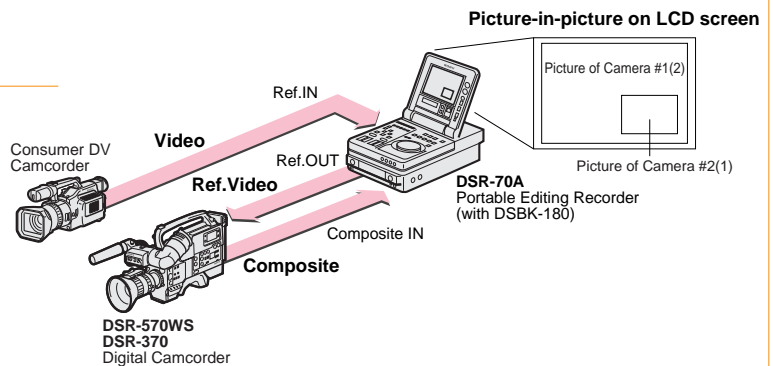 Picture-in-picture on LCD screen
Picture of Camera #1(2)
Picture of Camera #2(1)
Ref.IN
Video
Consumer DV
Camcorder
Ref.OUT
Ref.Video
DSR-70A
Portable Editing Recorder
(with DSBK-180)
Composite IN
Composite
DSR-570WS
DSR-370
Digital Camcorder